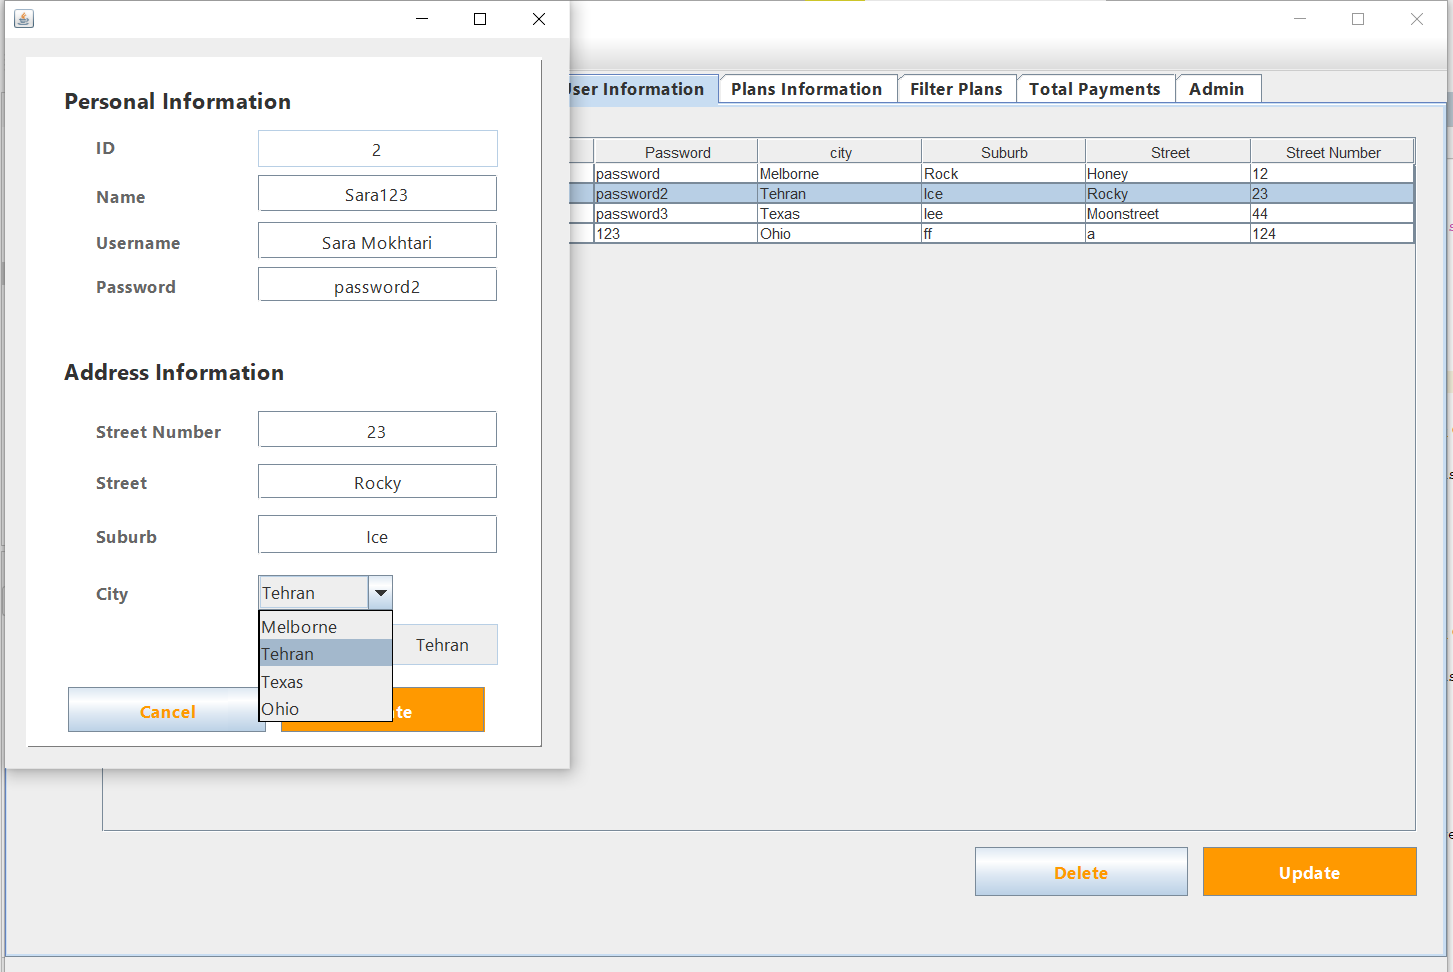 Personal Information
ID 2
Name Sara123
Username Sara Mokhtari
Password password2
Address Information
Street Number 23
Street Rocky
Suburb Ice
City Tehran
Melborne
Tehran
Texas
Ohio
Tehran
Cancel
User Information Plans Information Filter Plans Total Payments Admin
Password city Suburb Street Street Number
password Melborne Rock Honey 12
password2 Tehran Ice Rocky 23
password3 Texas lee Moonstreet 44
123 Ohio ff a 124
Delete Update